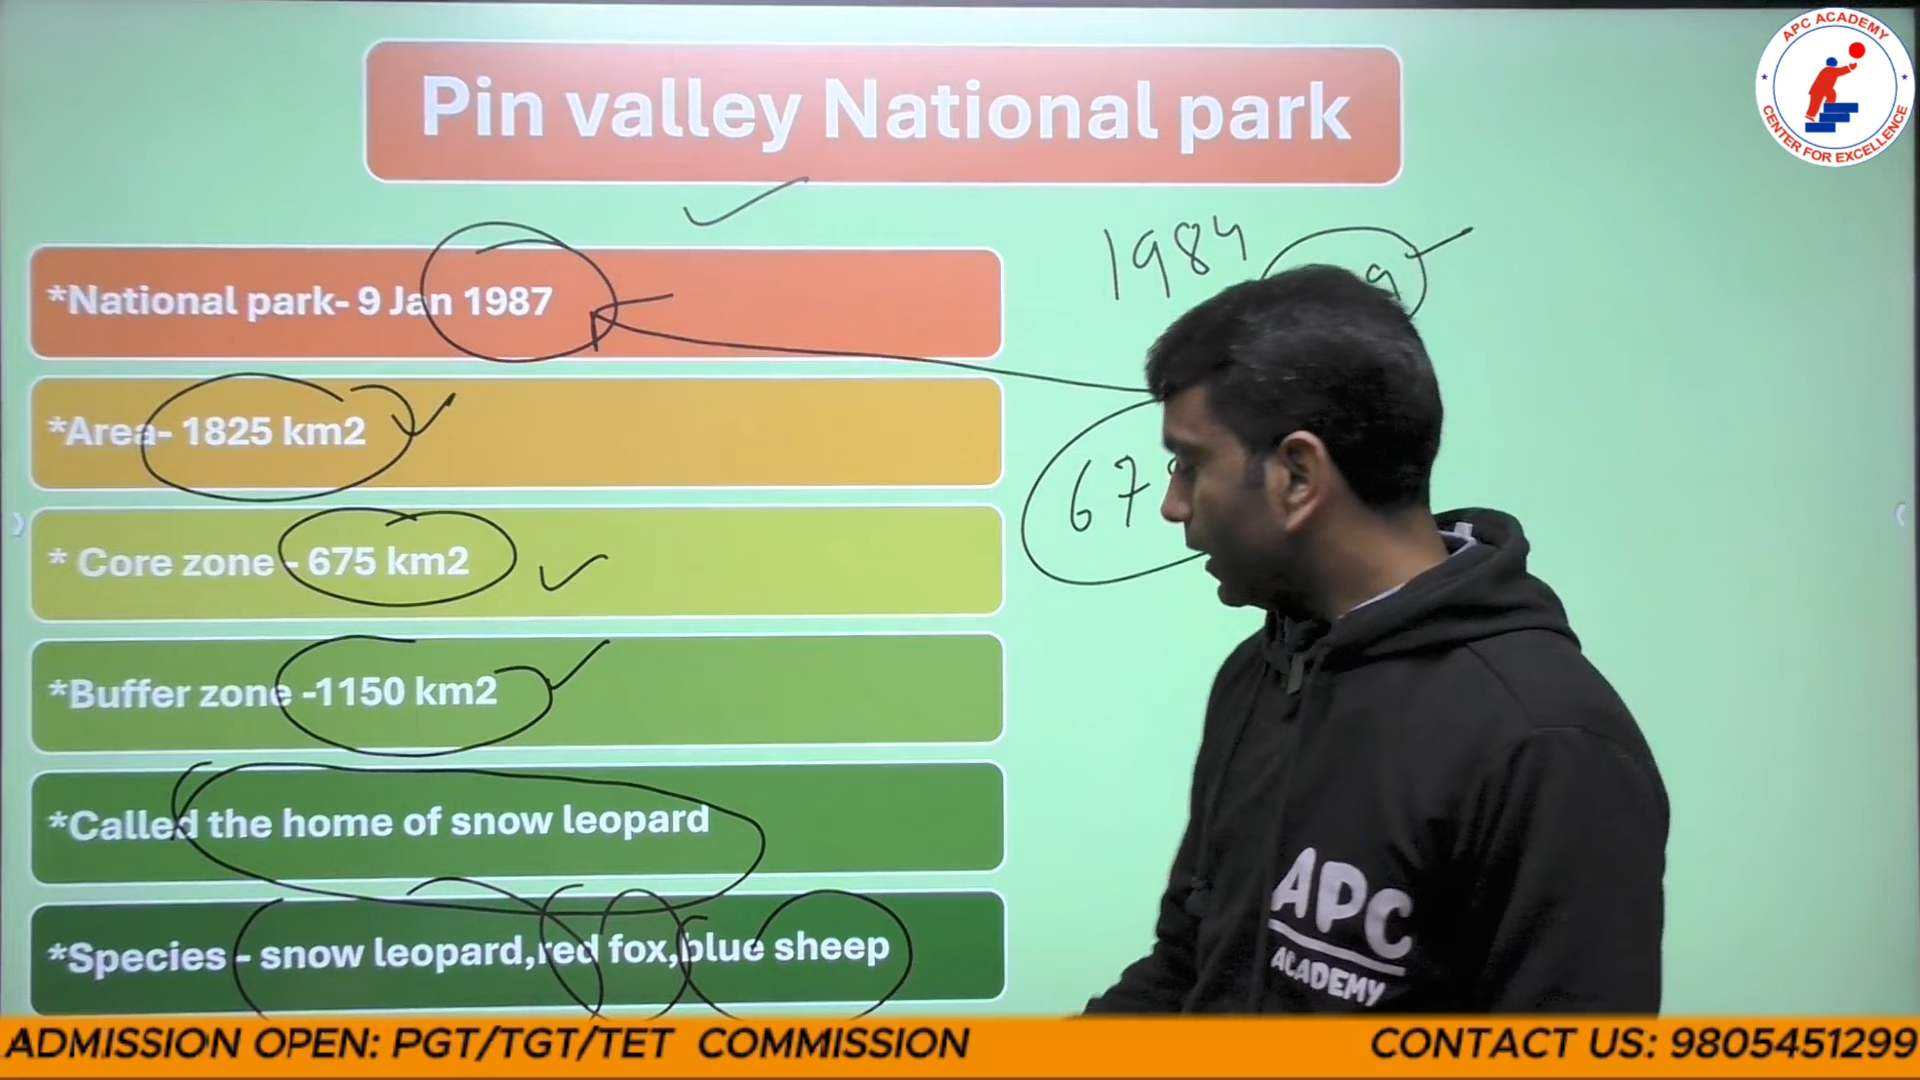 APC ACADEMY
CENTER FOR EXCELLENCE
Pin valley National park
1984
*National park- 9 Jan 1987
*Area- 1825 km2
67
* Core zone - 675 km2
*Buffer zone -1150 km2
*Called the home of snow leopard
*Species - snow leopard,red fox,blue sheep
APC
ACADEMY
ADMISSION OPEN: PGT/TGT/TET COMMISSION
CONTACT US: 9805451299